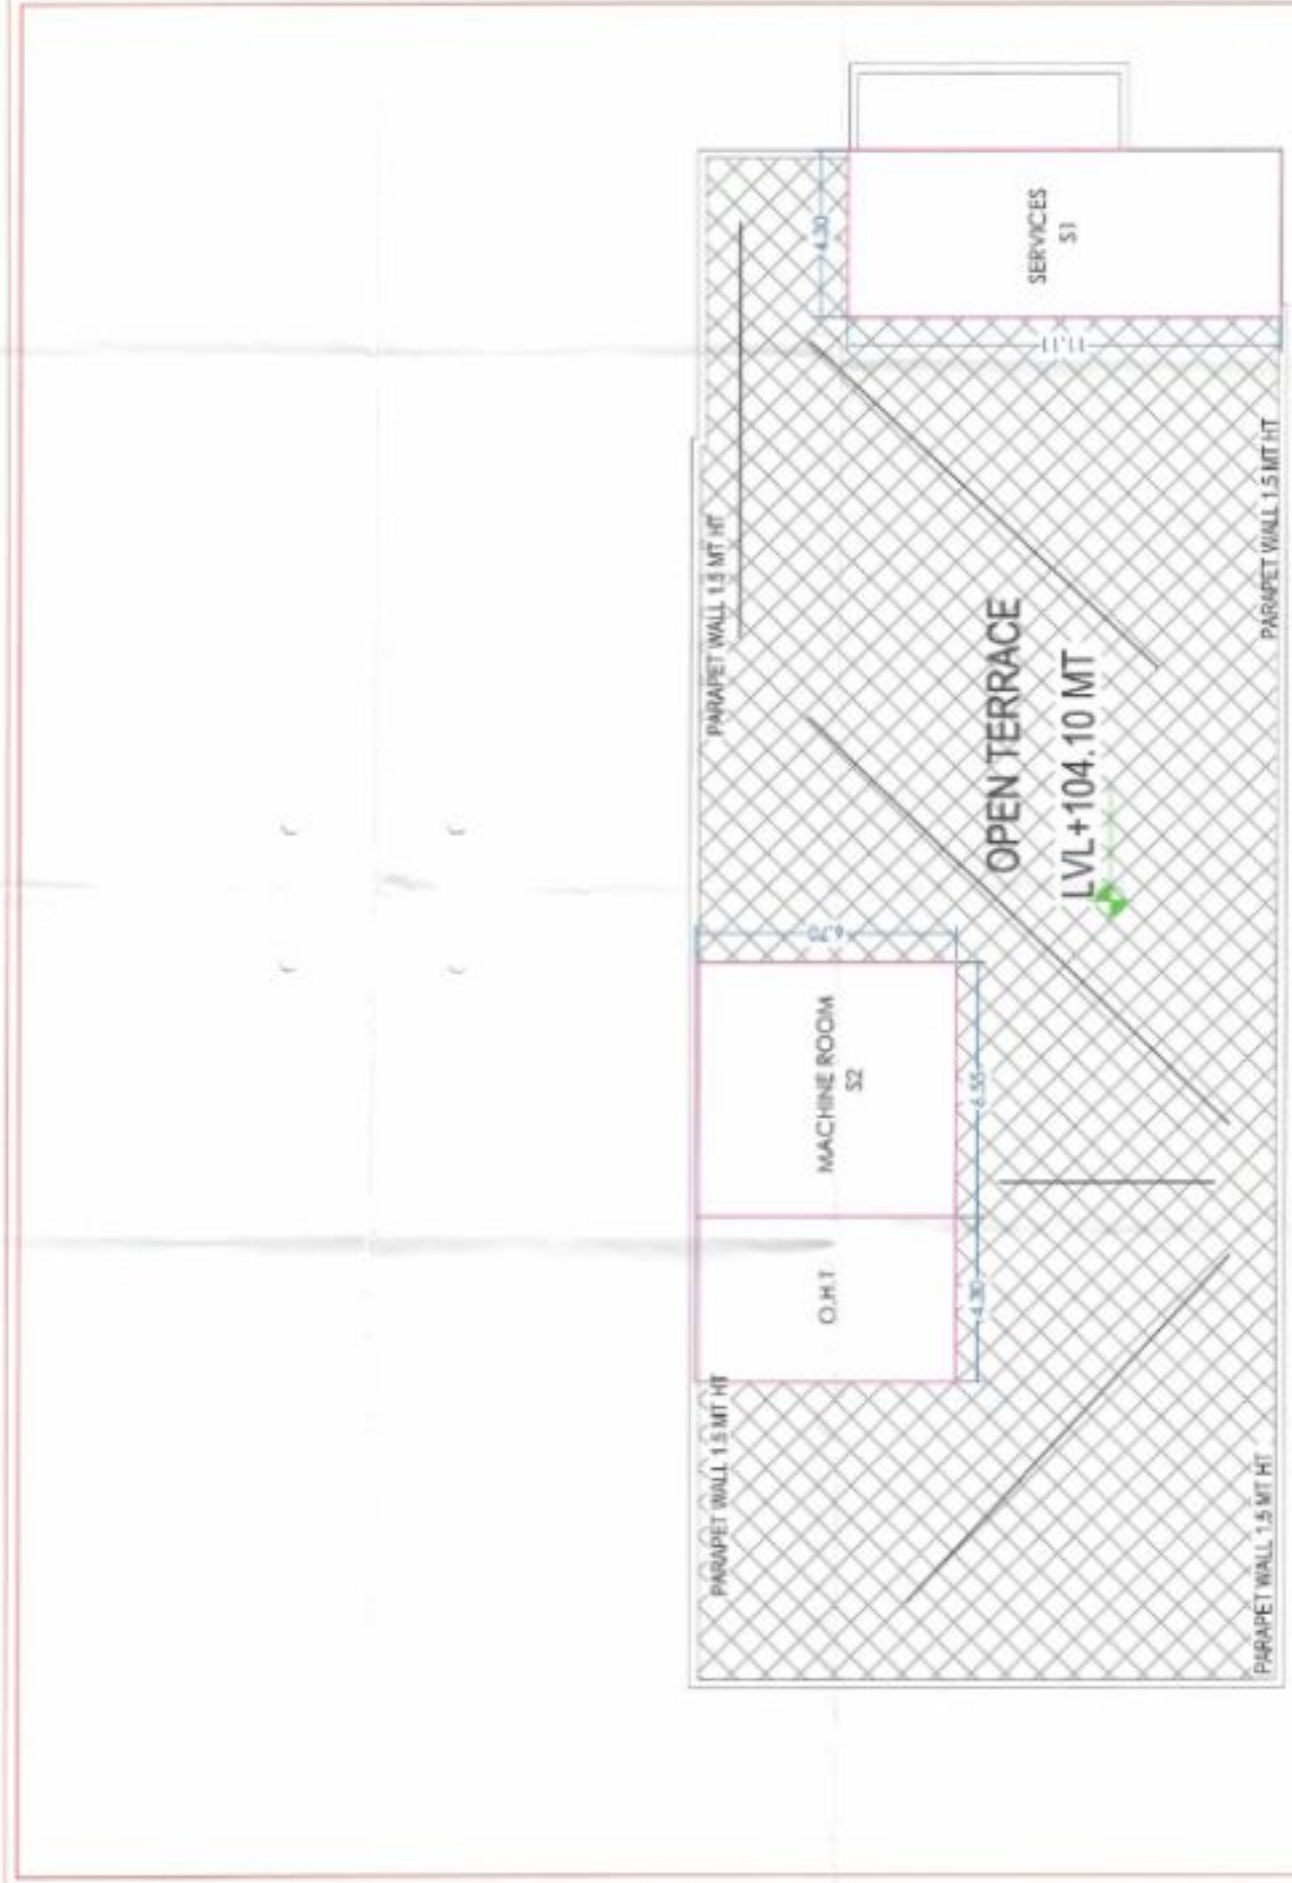 PARAPET WALL 1.5 MT HT
PARAPET WALL 1.5 MT HT
O.H.T
MACHINE ROOM
S2
6.70
4.30
6.55
4.30
SERVICES
S1
11.11
OPEN TERRACE
LVL+104.10 MT
PARAPET WALL 1.5 MT HT
PARAPET WALL 1.5 MT HT